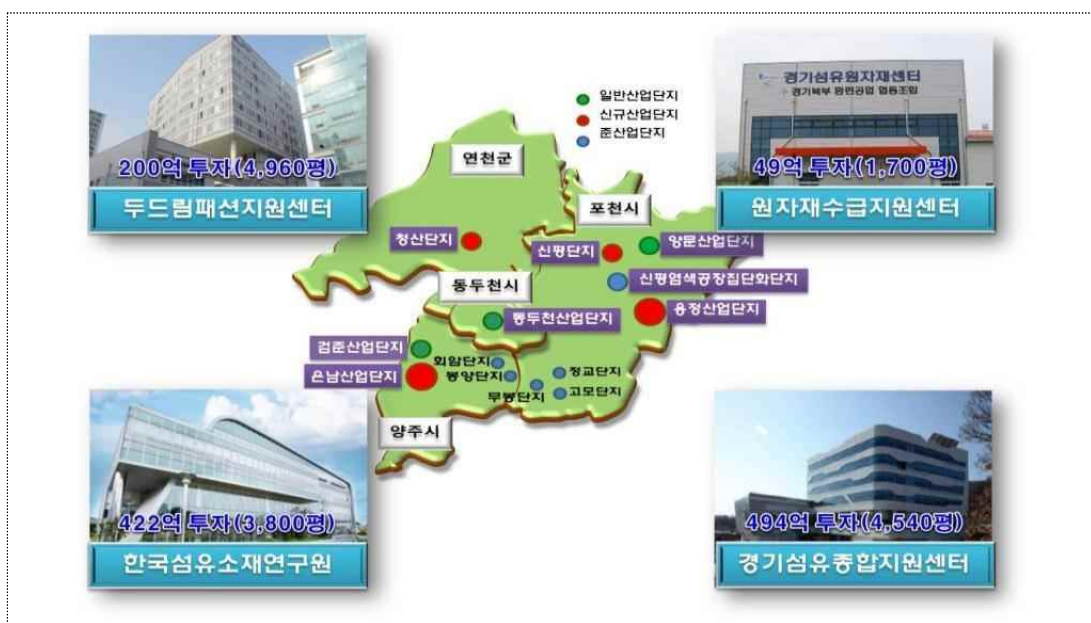 200억 투자(4,960평)
두드림패션지원센터
일반산업단지
신규산업단지
준산업단지
경기섬유원자재센터
경기북부 환편공업 협동조합
49억 투자(1,700평)
원자재수급지원센터
연천군
포천시
청산단지
신평단지
양문산업단지
신평염색공장집단화단지
동두천시
용정산업단지
동두천산업단지
검준산업단지
회암단지
은남산업단지
봉양단지
정교단지
무봉단지
고모단지
양주시
422억 투자(3,800평)
한국섬유소재연구원
494억 투자(4,540평)
경기섬유종합지원센터